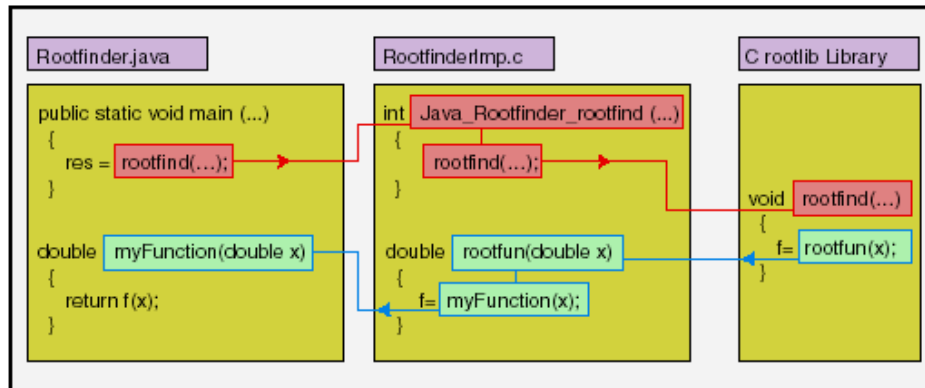 Rootfinder.java
public static void main (...)
{
res = rootfind(...);
}
double myFunction(double x)
{
return f(x);
}
RootfinderImp.c
int Java_Rootfinder_rootfind (...)
{
rootfind(...);
}
double rootfun(double x)
{
f= myFunction(x);
}
C rootlib Library
void rootfind(...)
{
f= rootfun(x);
}